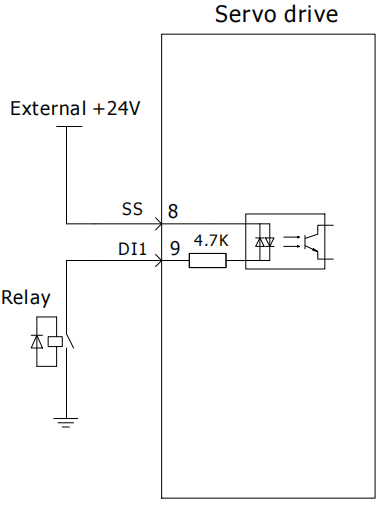 Servo drive
External +24V
SS 8
4.7K
DI1 9
Relay